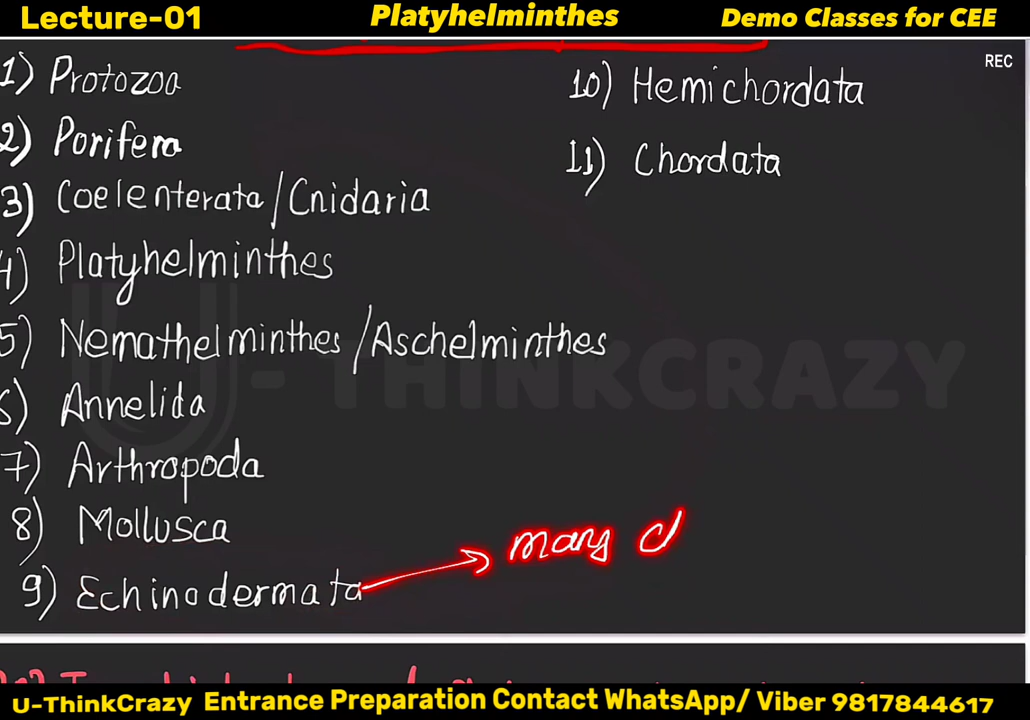 Lecture-01 Platyhelminthes Demo Classes for CEE
REC
1) Protozoa
2) Porifera
3) Coelenterata/Cnidaria
4) Platyhelminthes
5) Nemathelminthes/Aschelminthes
6) Annelida
7) Arthropoda
8) Mollusca
9) Echinodermata → many d
10) Hemichordata
11) Chordata
U-THINKCRAZY
U-ThinkCrazy Entrance Preparation Contact WhatsApp/ Viber 9817844617